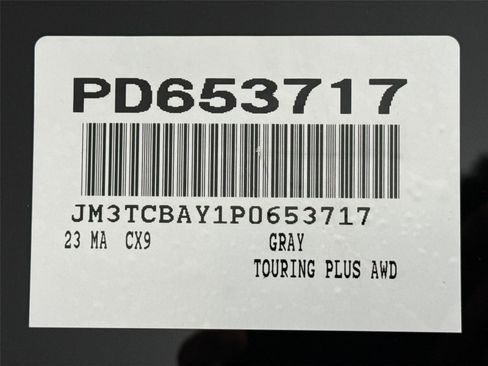 PD653717
JM3TCBAY1P0653717
23 MA CX9 GRAY
TOURING PLUS AWD